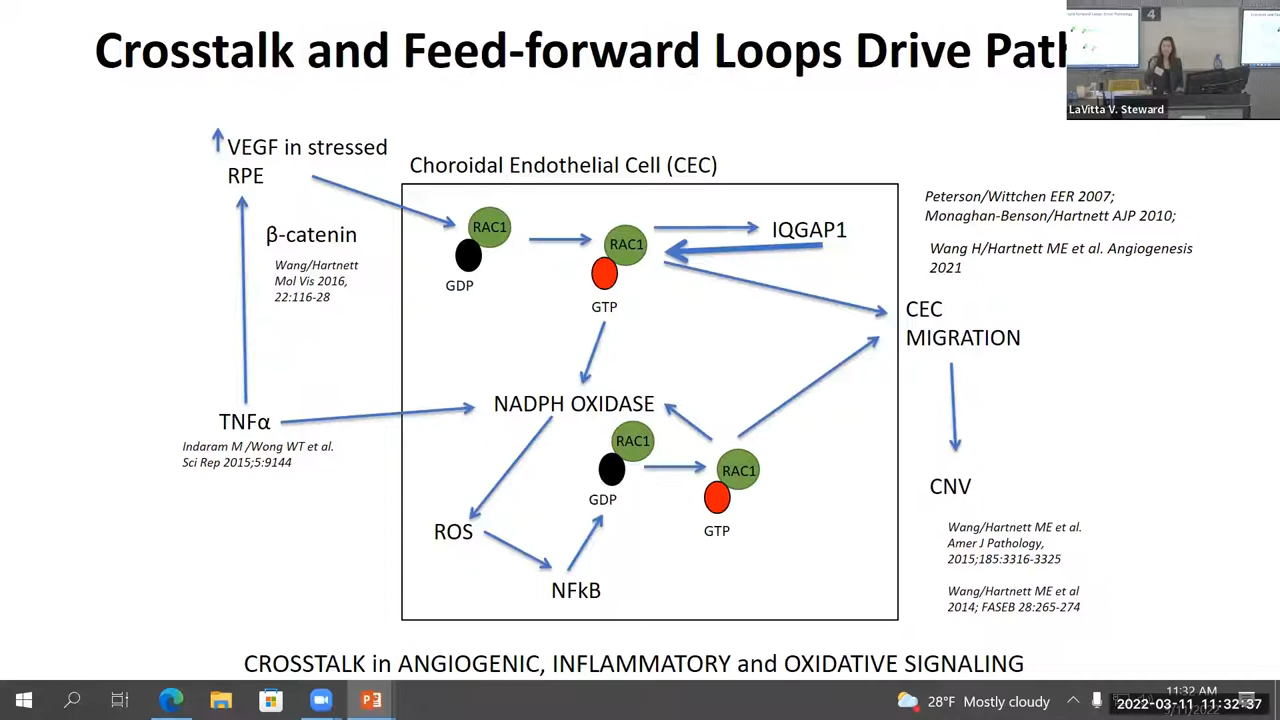 Crosstalk and Feed-forward Loops Drive Path
4
LaVitta V. Steward
VEGF in stressed
RPE
Choroidal Endothelial Cell (CEC)
β-catenin
Wang/Hartnett
Mol Vis 2016,
22:116-28
RAC1
GDP
RAC1
GTP
IQGAP1
Peterson/Wittchen EER 2007;
Monaghan-Benson/Hartnett AJP 2010;
Wang H/Hartnett ME et al. Angiogenesis
2021
CEC
MIGRATION
TNFα
Indaram M /Wong WT et al.
Sci Rep 2015;5:9144
NADPH OXIDASE
RAC1
GDP
RAC1
GTP
ROS
NFkB
CNV
Wang/Hartnett ME et al.
Amer J Pathology,
2015;185:3316-3325
Wang/Hartnett ME et al
2014; FASEB 28:265-274
CROSSTALK in ANGIOGENIC, INFLAMMATORY and OXIDATIVE SIGNALING
28°F Mostly cloudy
11:32 AM
2022-03-11 11:32:37